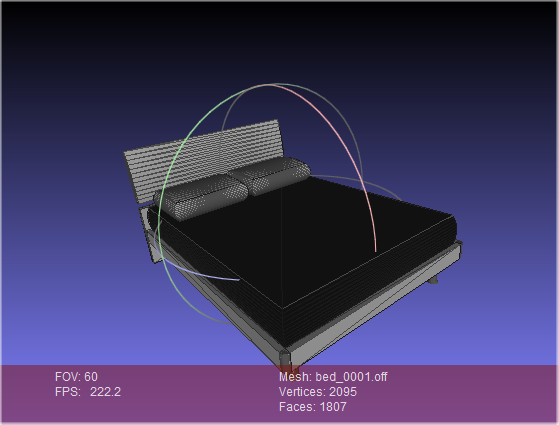 FOV: 60
FPS: 222.2
Mesh: bed_0001.off
Vertices: 2095
Faces: 1807